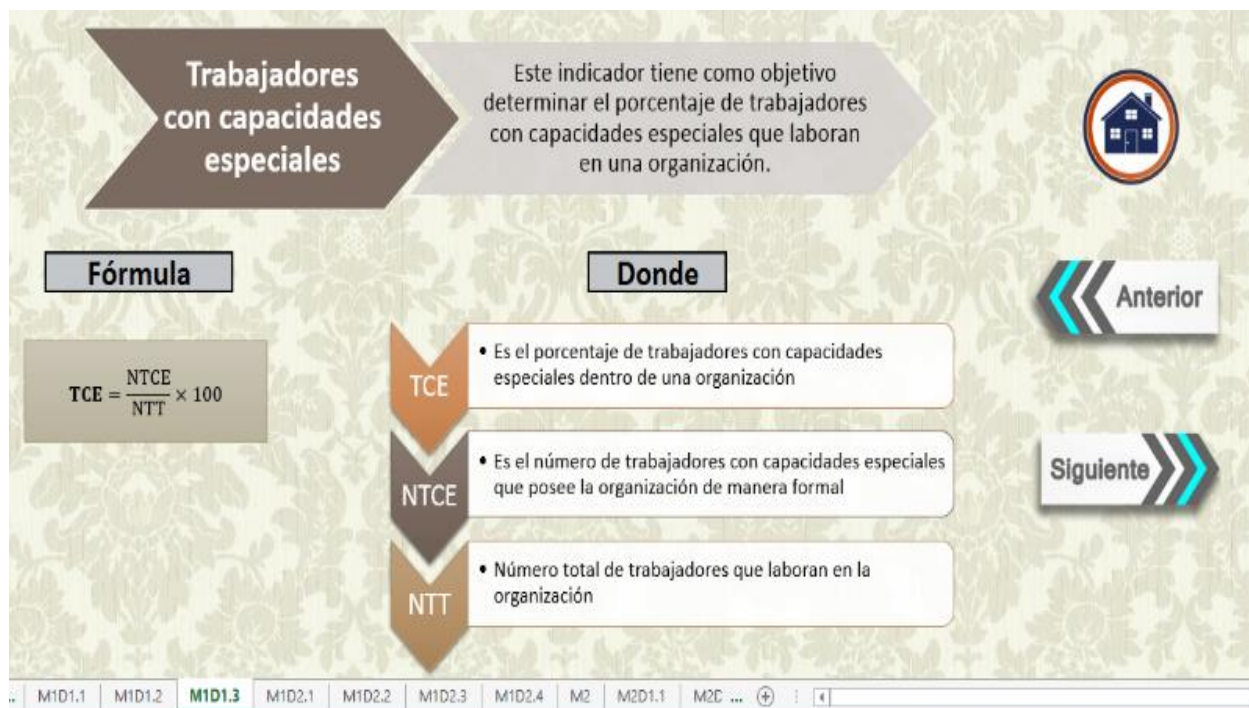 Trabajadores
con capacidades
especiales
Este indicador tiene como objetivo
determinar el porcentaje de trabajadores
con capacidades especiales que laboran
en una organización.
Fórmula
Donde
TCE = NTCE / NTT × 100
TCE
• Es el porcentaje de trabajadores con capacidades
especiales dentro de una organización
NTCE
• Es el número de trabajadores con capacidades especiales
que posee la organización de manera formal
NTT
• Número total de trabajadores que laboran en la
organización
Anterior
Siguiente
... M1D1.1 M1D1.2 M1D1.3 M1D2.1 M1D2.2 M1D2.3 M1D2.4 M2 M2D1.1 M2D ...